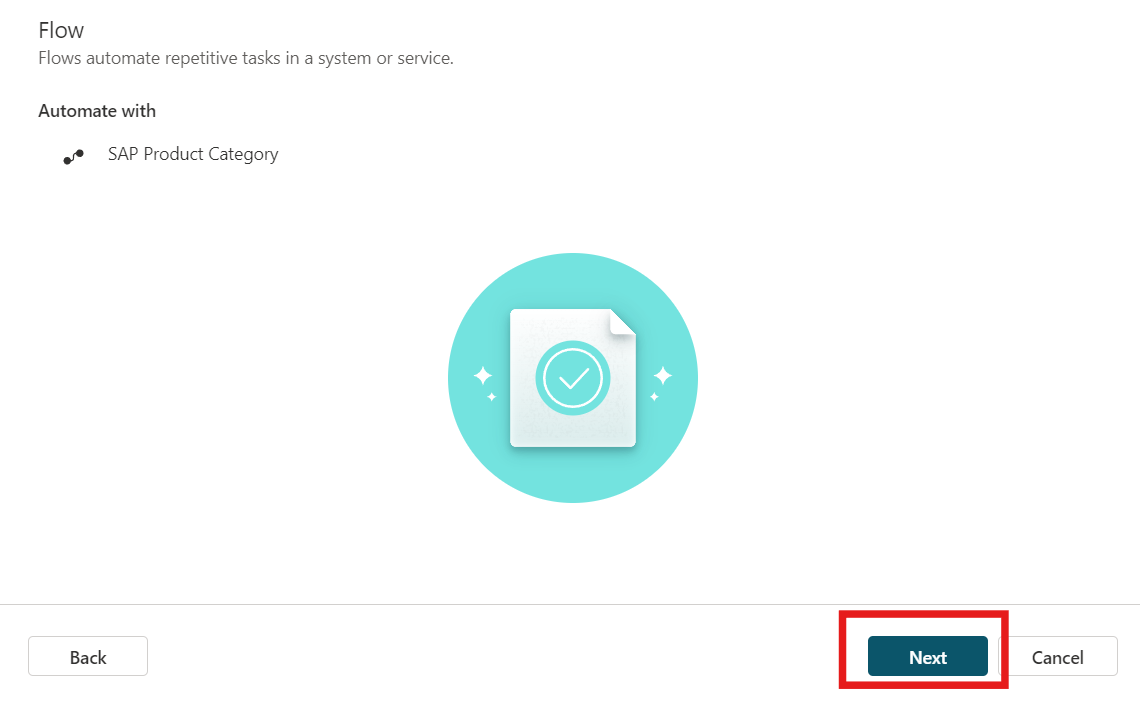 Flow
Flows automate repetitive tasks in a system or service.
Automate with
SAP Product Category
Back
Next
Cancel